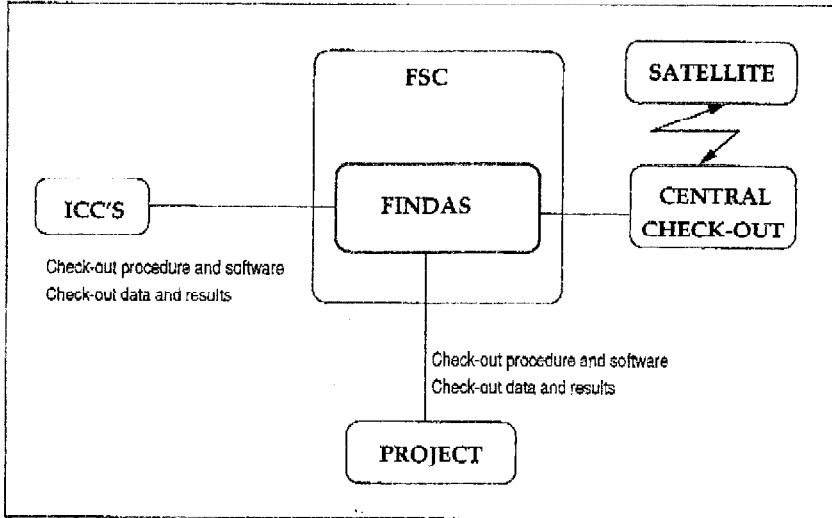 FSC
SATELLITE
ICC'S
FINDAS
CENTRAL
CHECK-OUT
Check-out procedure and software
Check-out data and results
Check-out procedure and software
Check-out data and results
PROJECT